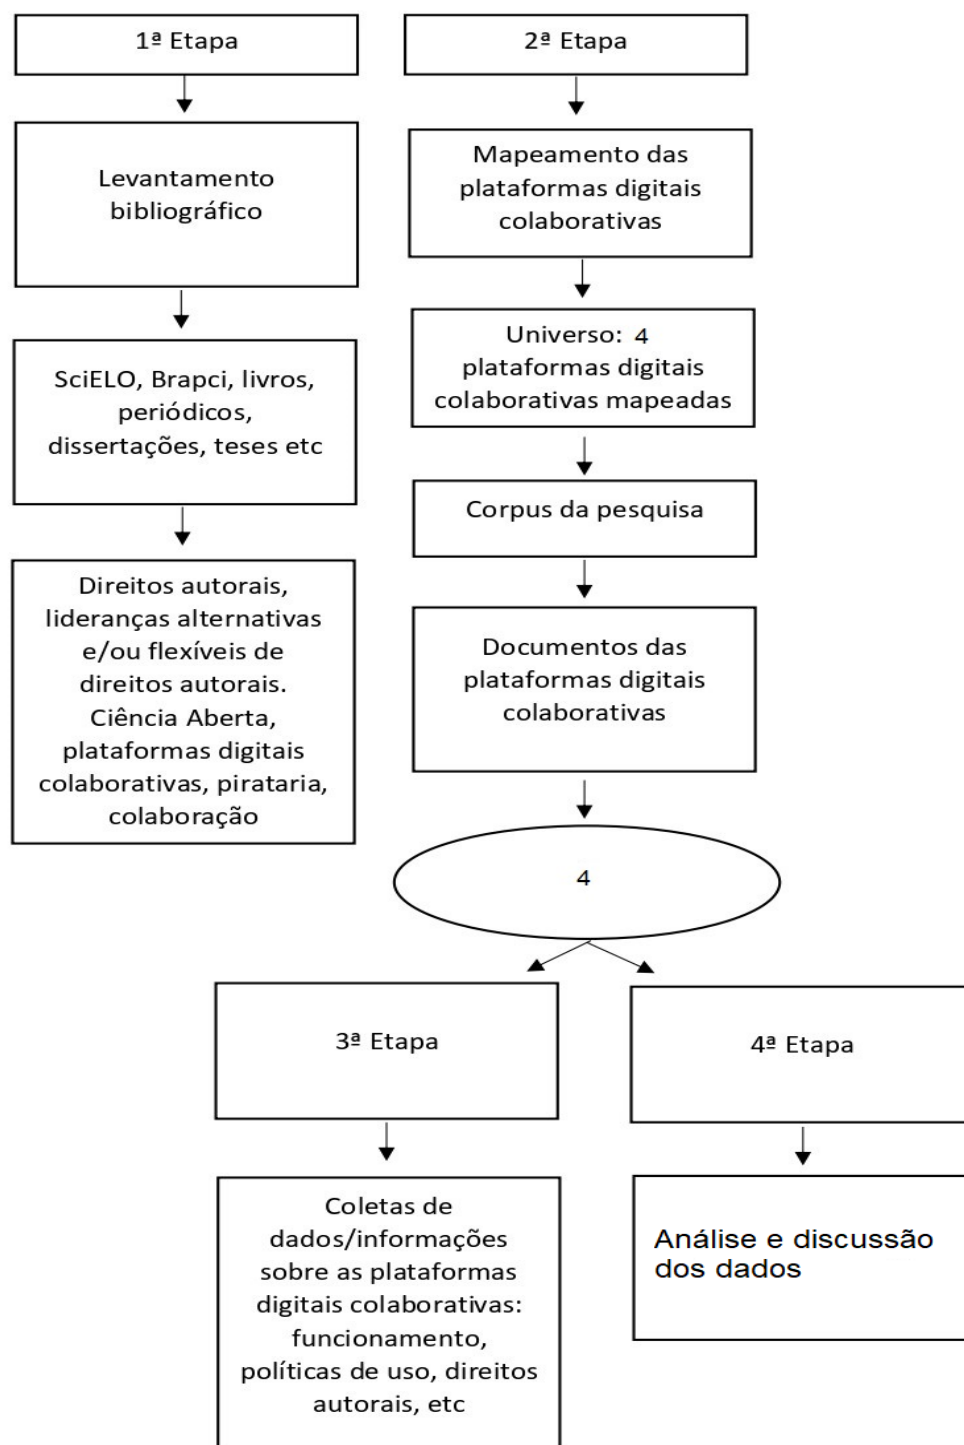 1ª Etapa
Levantamento
bibliográfico
SciELO, Brapci, livros,
periódicos,
dissertações, teses etc
Direitos autorais,
lideranças alternativas
e/ou flexíveis de
direitos autorais.
Ciência Aberta,
plataformas digitais
colaborativas, pirataria,
colaboração
2ª Etapa
Mapeamento das
plataformas digitais
colaborativas
Universo: 4
plataformas digitais
colaborativas mapeadas
Corpus da pesquisa
Documentos das
plataformas digitais
colaborativas
4
3ª Etapa
Coletas de
dados/informações
sobre as plataformas
digitais colaborativas:
funcionamento,
políticas de uso, direitos
autorais, etc
4ª Etapa
Análise e discussão
dos dados